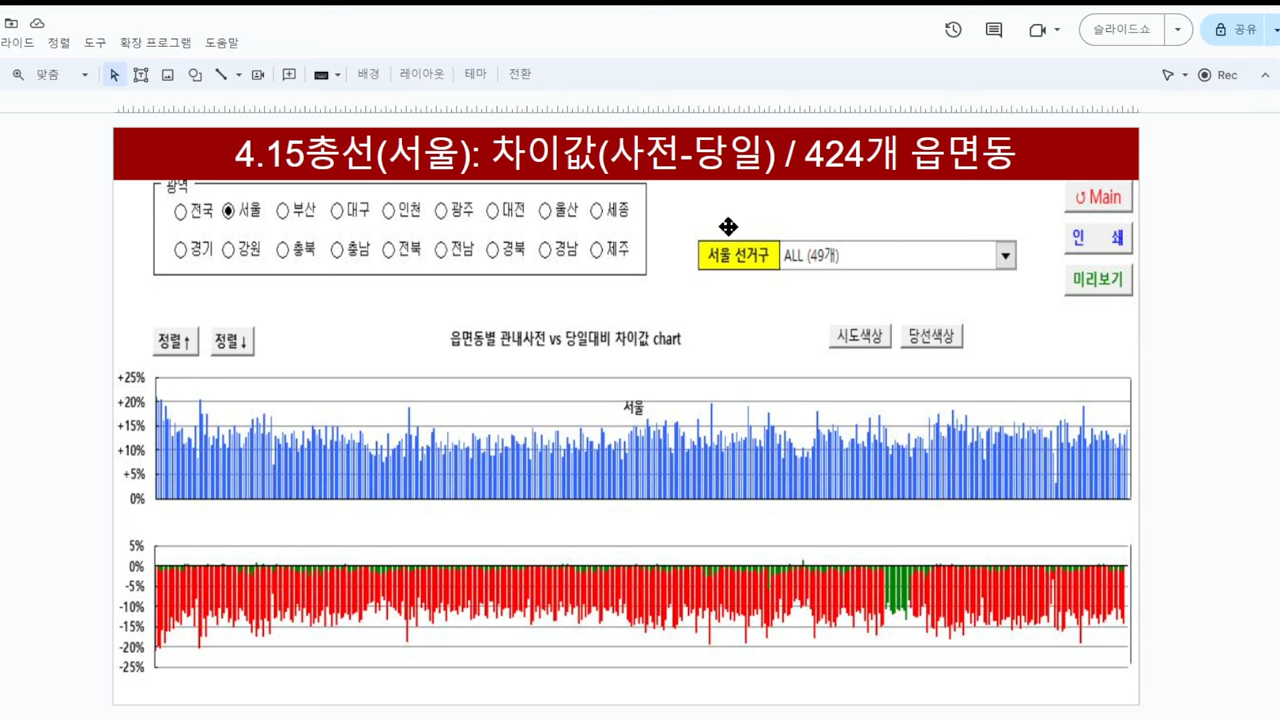 라이드 정렬 도구 확장 프로그램 도움말
슬라이드쇼
공유
맞춤
배경 레이아웃 테마 전환
Rec
4.15총선(서울): 차이값(사전-당일) / 424개 읍면동
광역
전국 서울 부산 대구 인천 광주 대전 울산 세종
경기 강원 충북 충남 전북 전남 경북 경남 제주
서울 선거구 ALL (49개)
↺ Main
인 쇄
미리보기
정렬↑ 정렬↓
읍면동별 관내사전 vs 당일대비 차이값 chart
시도색상 당선색상
+25%
+20%
+15%
+10%
+5%
0%
서울
5%
0%
-5%
-10%
-15%
-20%
-25%